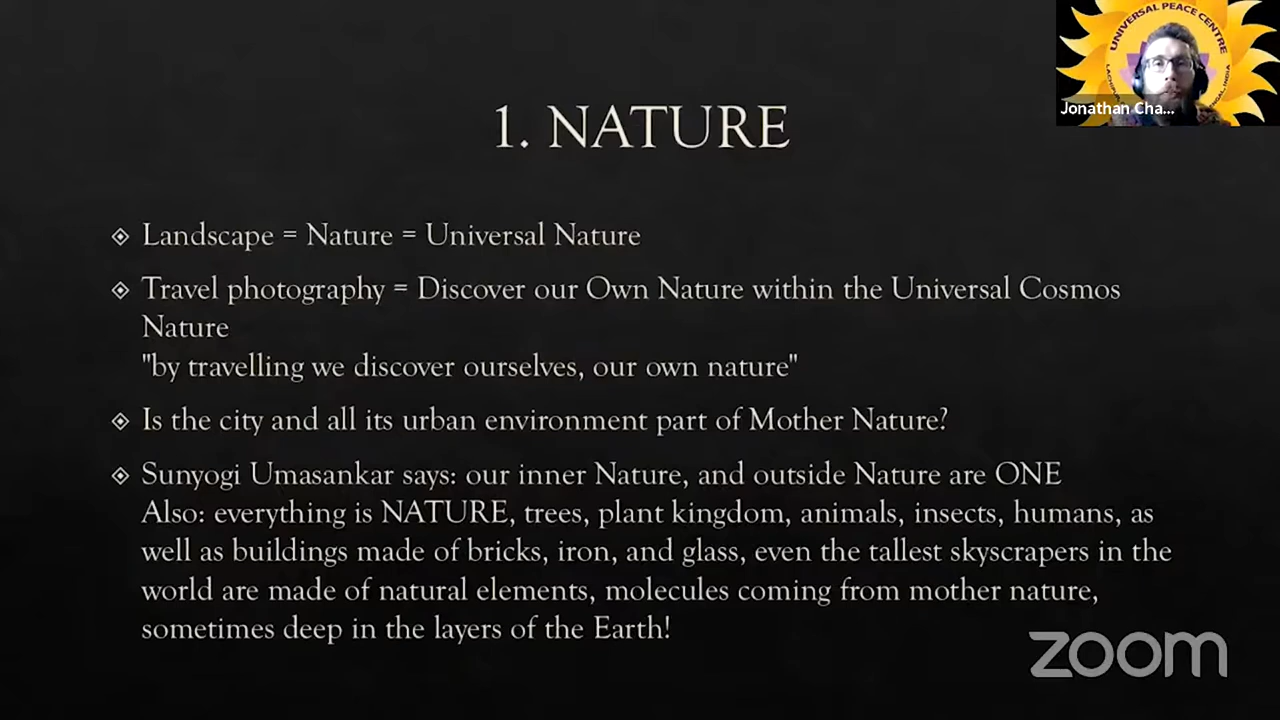 UNIVERSAL PEACE CENTRE
Jonathan Cha...
1. NATURE
Landscape = Nature = Universal Nature
Travel photography = Discover our Own Nature within the Universal Cosmos
Nature
"by travelling we discover ourselves, our own nature"
Is the city and all its urban environment part of Mother Nature?
Sunyogi Umasankar says: our inner Nature, and outside Nature are ONE
Also: everything is NATURE, trees, plant kingdom, animals, insects, humans, as
well as buildings made of bricks, iron, and glass, even the tallest skyscrapers in the
world are made of natural elements, molecules coming from mother nature,
sometimes deep in the layers of the Earth!
zoom